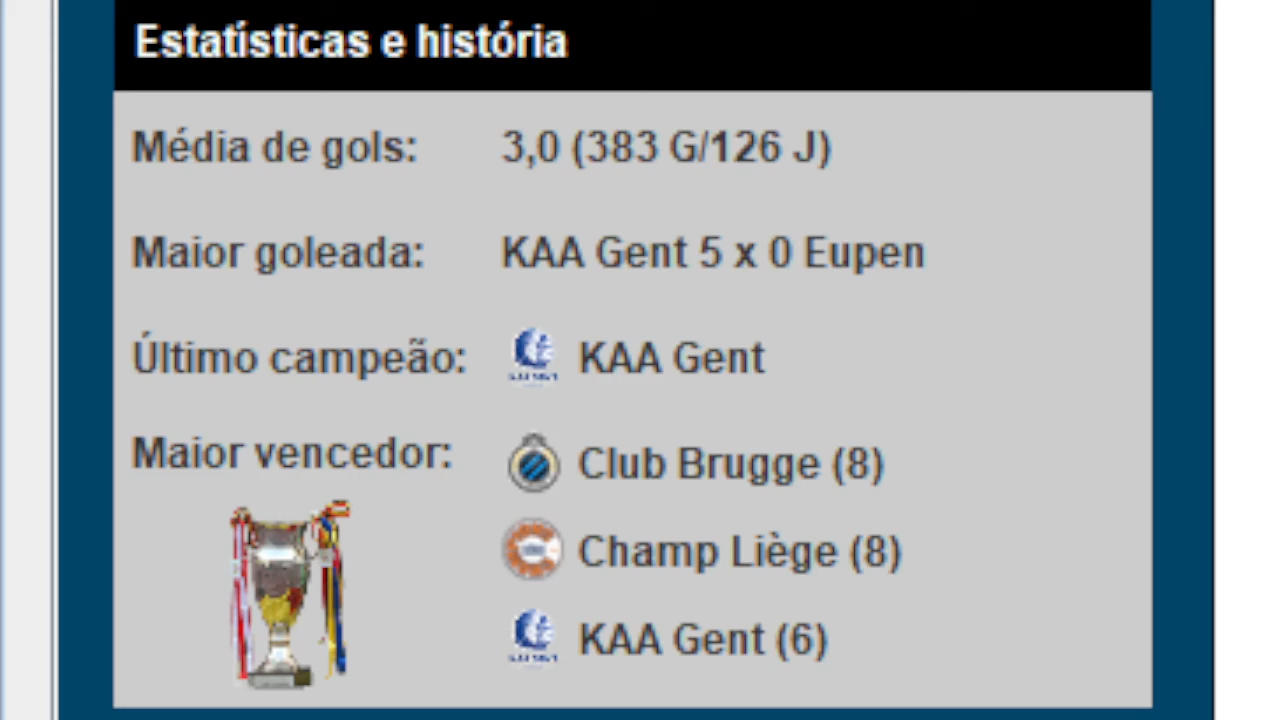 Estatísticas e história
Média de gols: 3,0 (383 G/126 J)
Maior goleada: KAA Gent 5 x 0 Eupen
Último campeão: KAA Gent
Maior vencedor: Club Brugge (8)
Champ Liège (8)
KAA Gent (6)